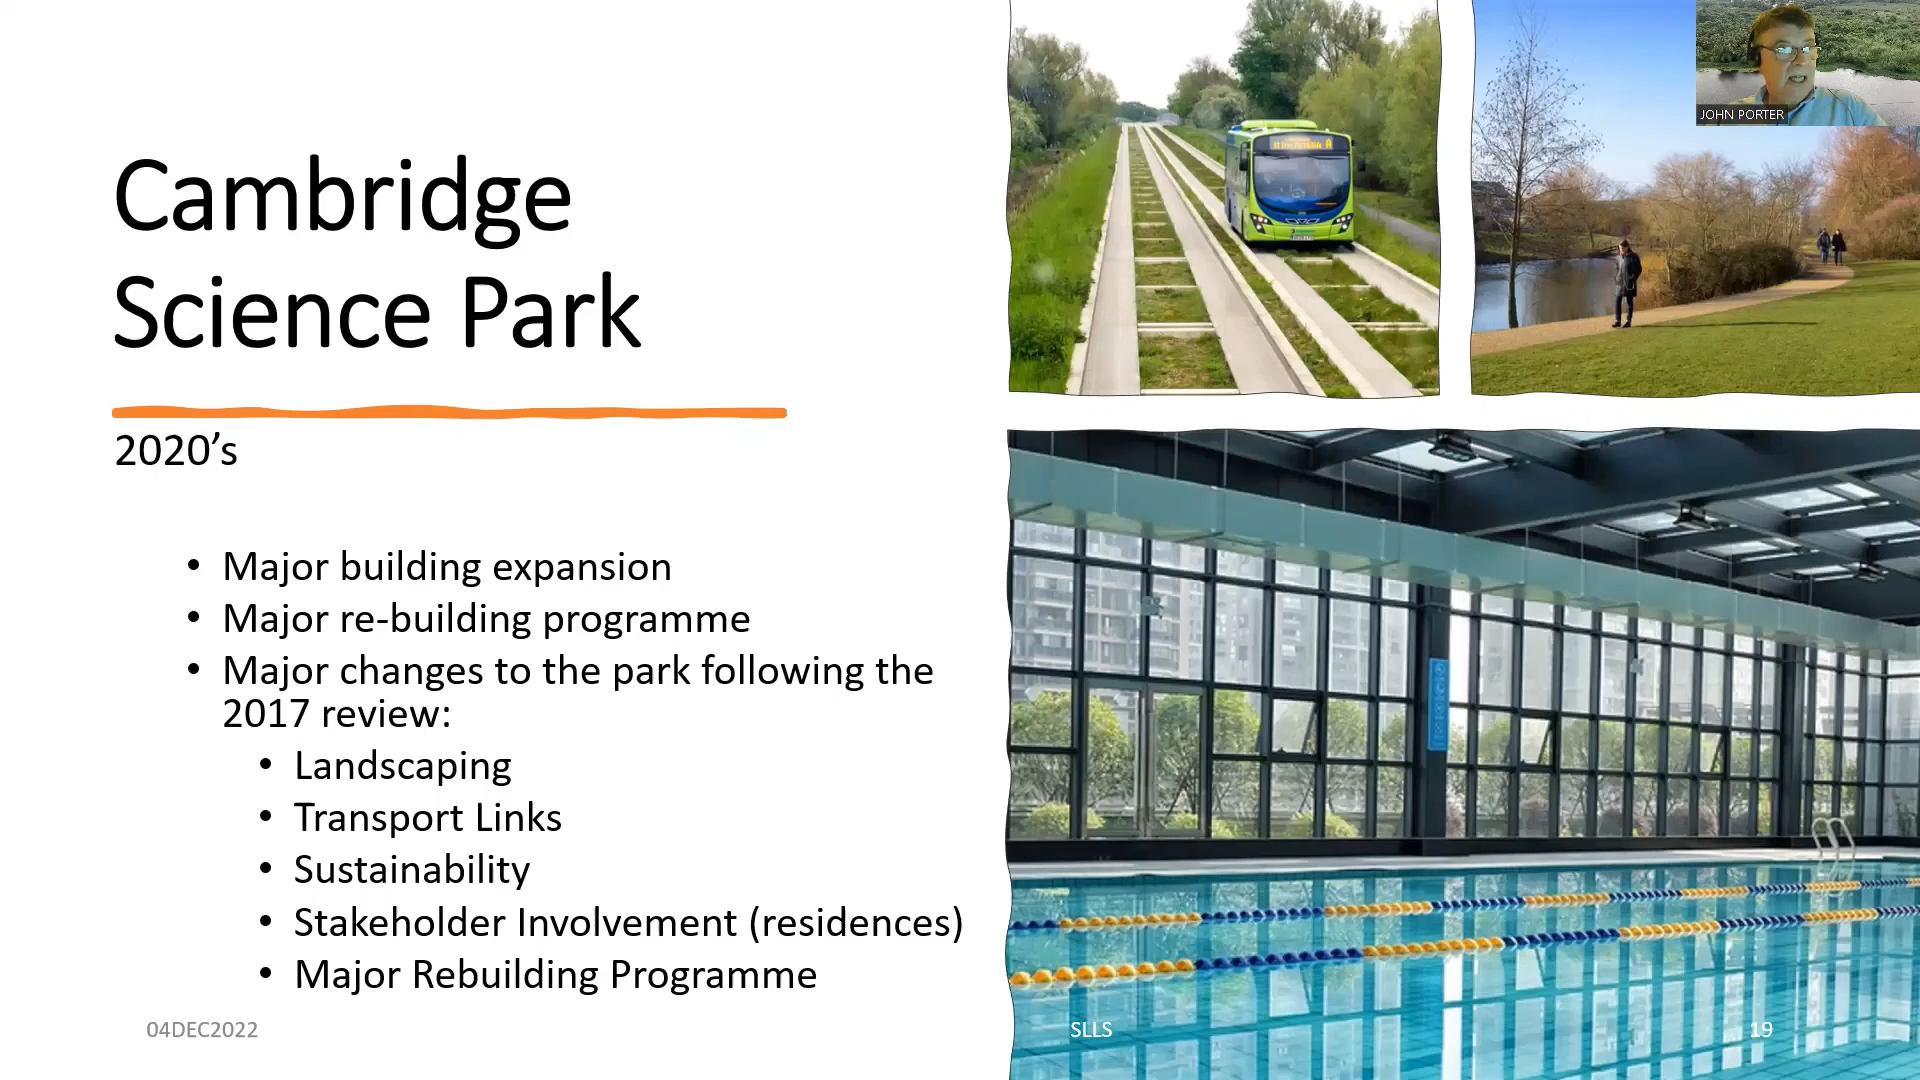 Cambridge
Science Park
2020’s
• Major building expansion
• Major re-building programme
• Major changes to the park following the
2017 review:
• Landscaping
• Transport Links
• Sustainability
• Stakeholder Involvement (residences)
• Major Rebuilding Programme
04DEC2022
SLLS
19
JOHN PORTER
A